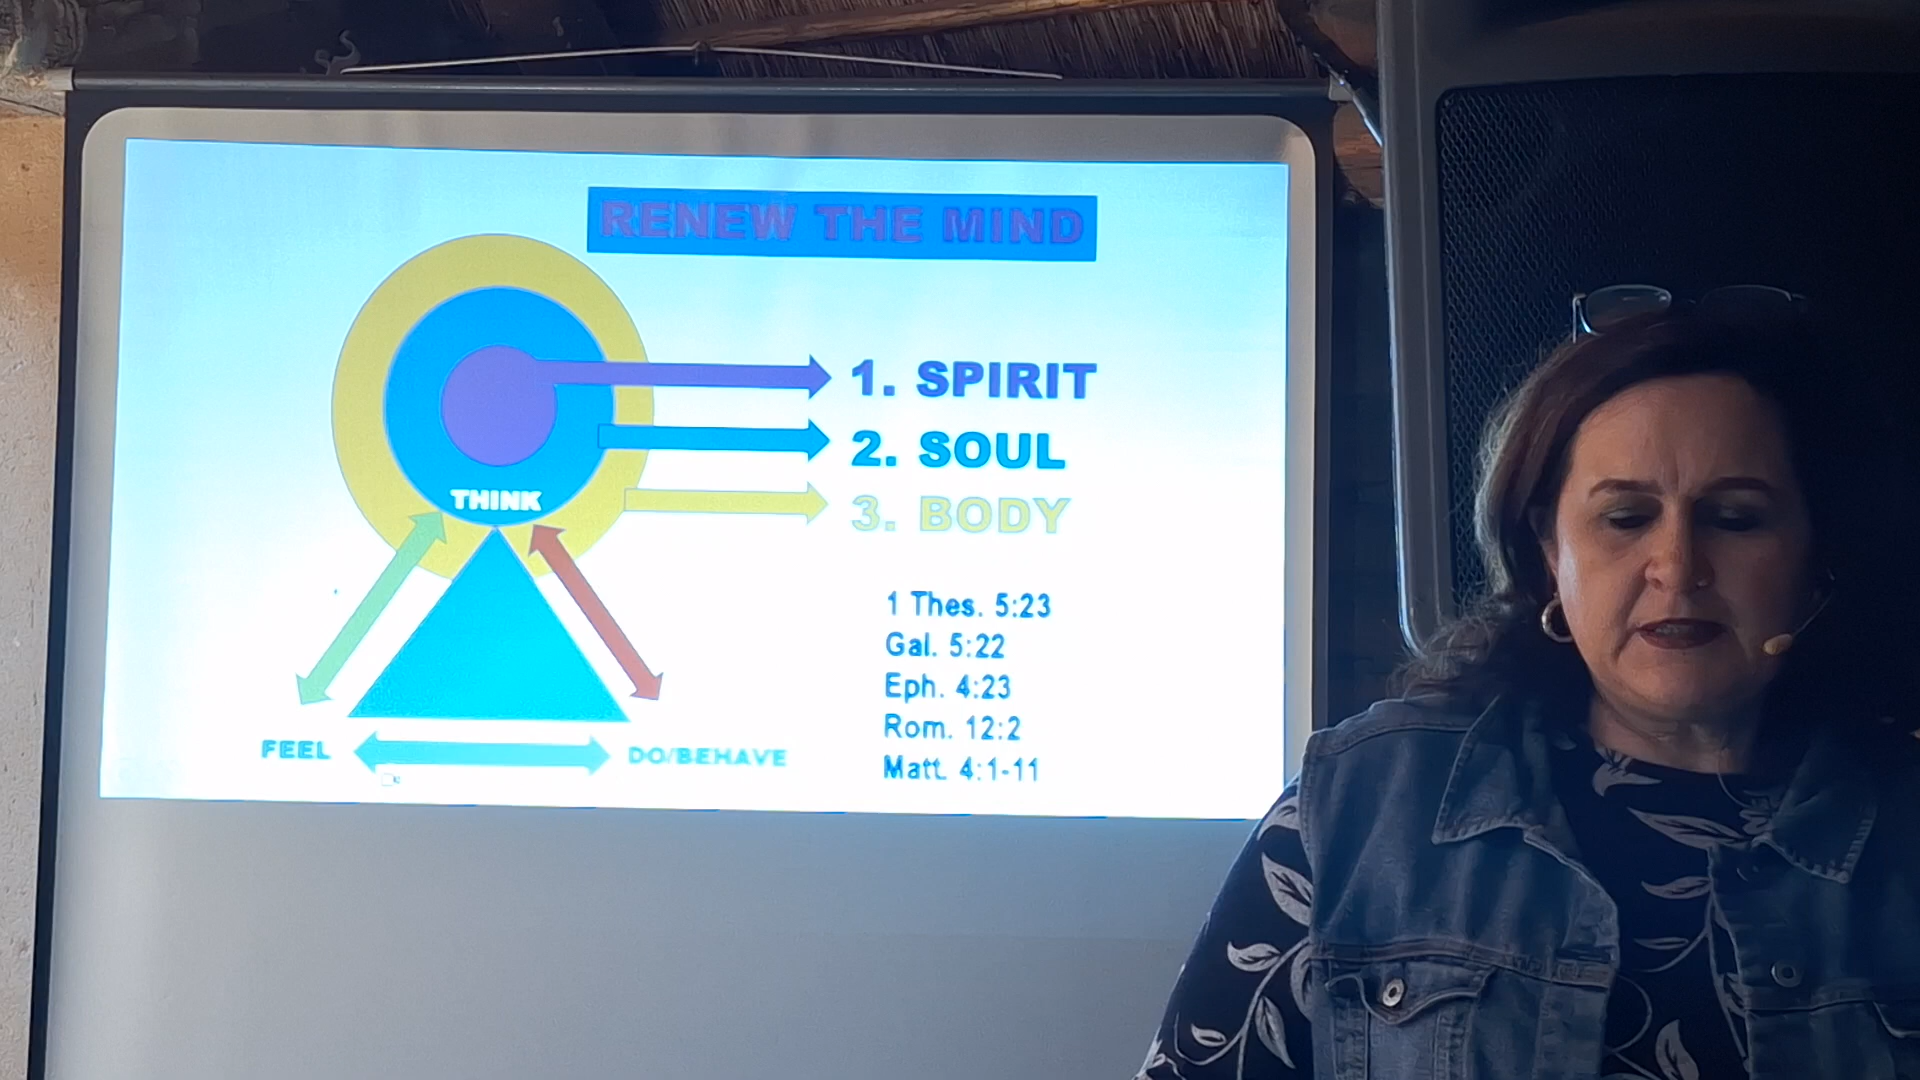 RENEW THE MIND
1. SPIRIT
2. SOUL
3. BODY
THINK
FEEL
DO/BEHAVE
1 Thes. 5:23
Gal. 5:22
Eph. 4:23
Rom. 12:2
Matt. 4:1-11